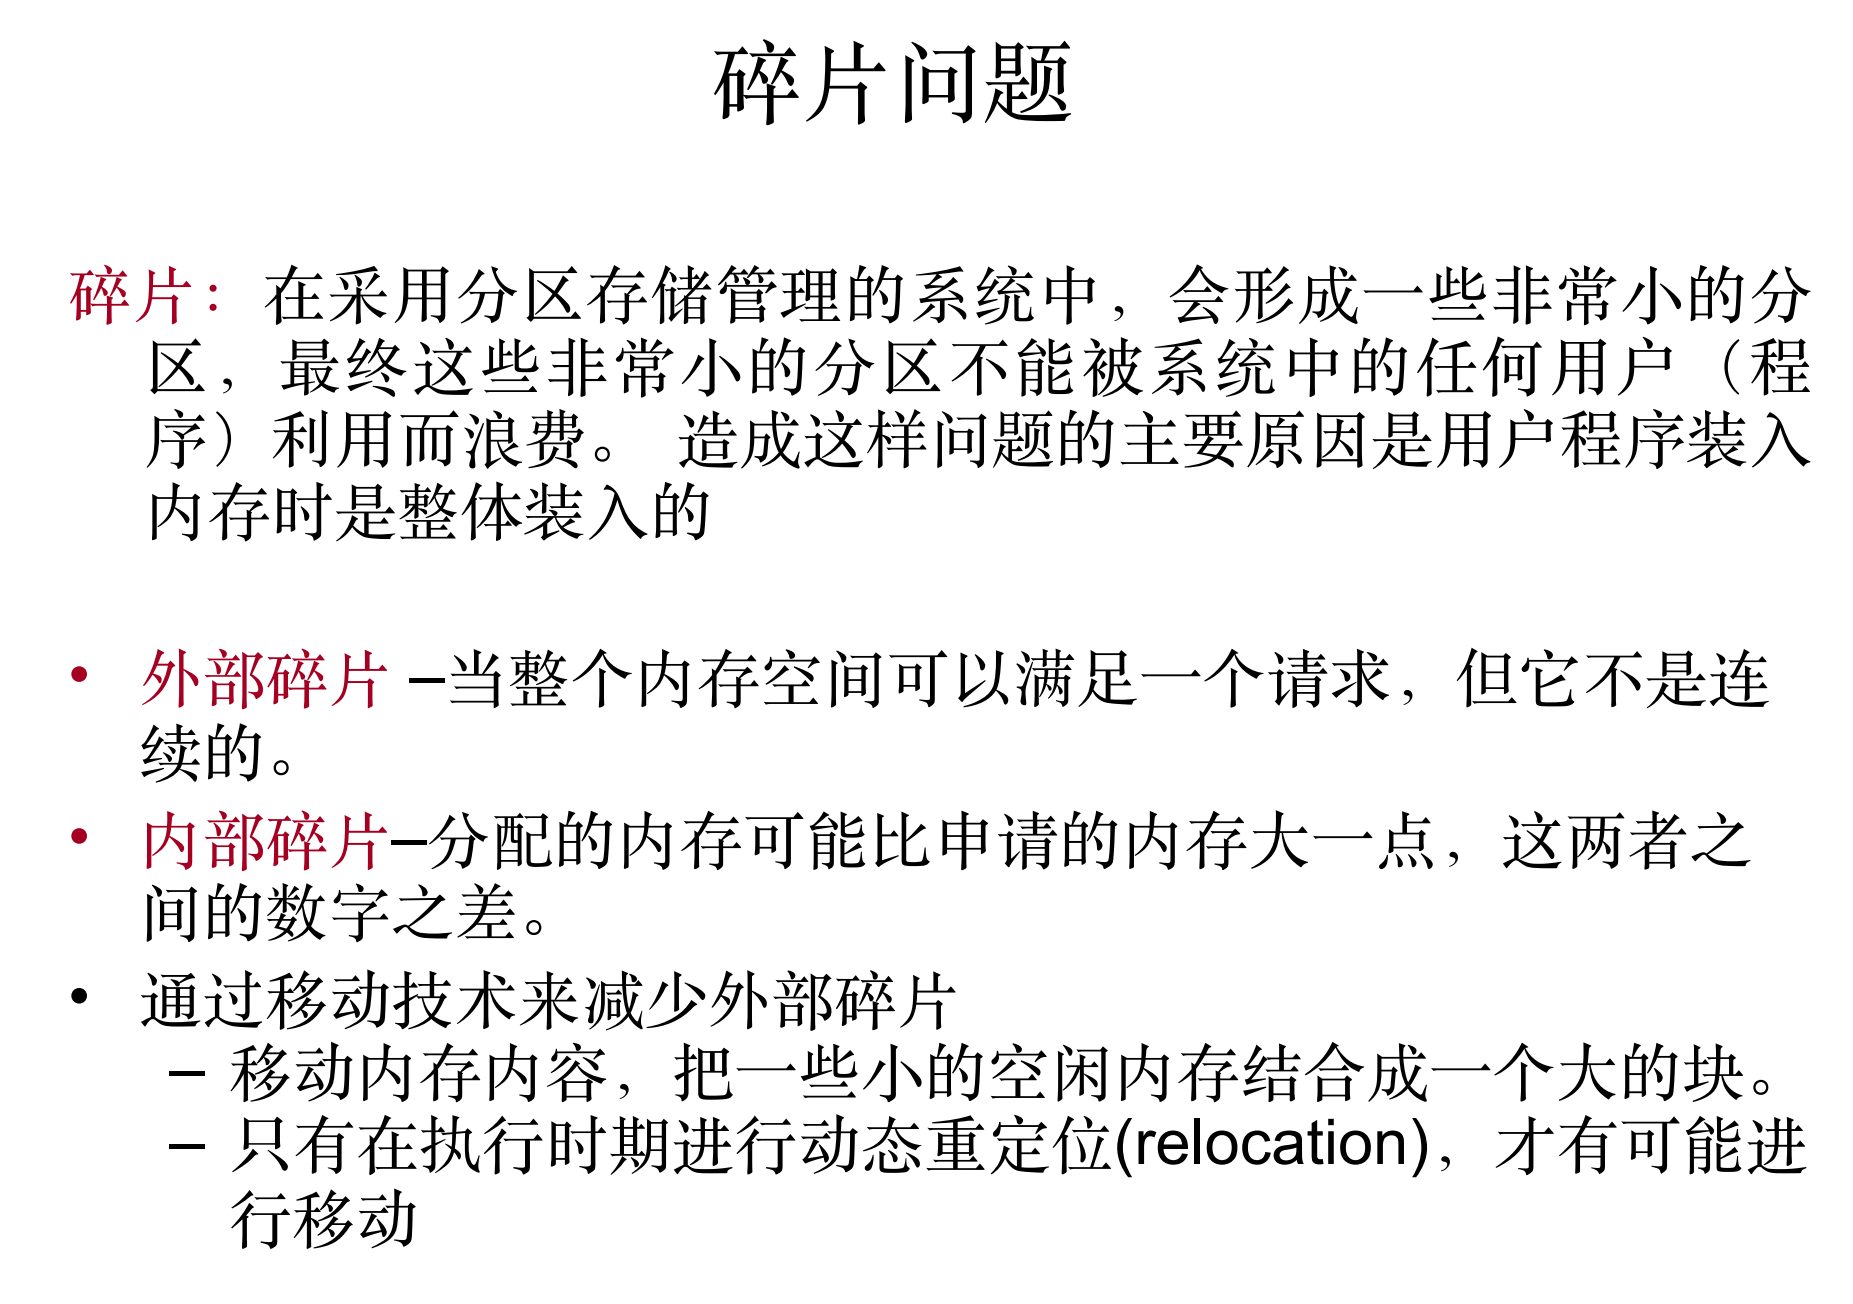 碎片问题
碎片：在采用分区存储管理的系统中，会形成一些非常小的分
区，最终这些非常小的分区不能被系统中的任何用户（程
序）利用而浪费。 造成这样问题的主要原因是用户程序装入
内存时是整体装入的
• 外部碎片 –当整个内存空间可以满足一个请求，但它不是连
续的。
• 内部碎片–分配的内存可能比申请的内存大一点，这两者之
间的数字之差。
• 通过移动技术来减少外部碎片
– 移动内存内容，把一些小的空闲内存结合成一个大的块。
– 只有在执行时期进行动态重定位(relocation)，才有可能进
行移动